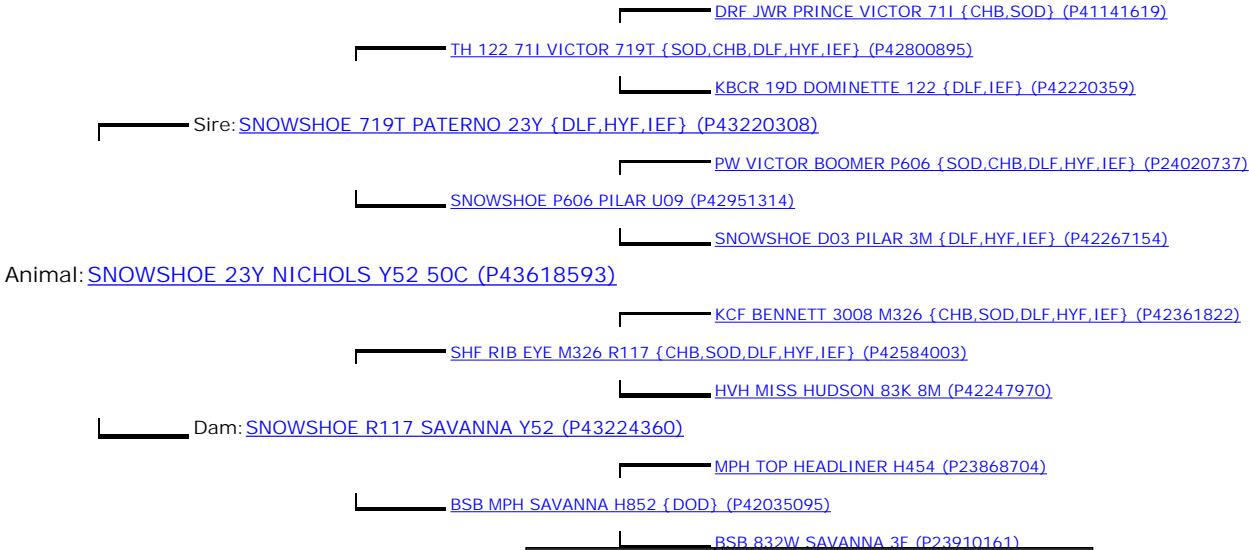 DRF JWR PRINCE VICTOR 71I {CHB,SOD} (P41141619)
TH 122 71I VICTOR 719T {SOD,CHB,DLF,HYF,IEF} (P42800895)
KBCR 19D DOMINETTE 122 {DLF,IEF} (P42220359)
Sire: SNOWSHOE 719T PATERNO 23Y {DLF,HYF,IEF} (P43220308)
PW VICTOR BOOMER P606 {SOD,CHB,DLF,HYF,IEF} (P24020737)
SNOWSHOE P606 PILAR U09 (P42951314)
SNOWSHOE D03 PILAR 3M {DLF,HYF,IEF} (P42267154)
Animal: SNOWSHOE 23Y NICHOLS Y52 50C (P43618593)
KCF BENNETT 3008 M326 {CHB,SOD,DLF,HYF,IEF} (P42361822)
SHF RIB EYE M326 R117 {CHB,SOD,DLF,HYF,IEF} (P42584003)
HVH MISS HUDSON 83K 8M (P42247970)
Dam: SNOWSHOE R117 SAVANNA Y52 (P43224360)
MPH TOP HEADLINER H454 (P23868704)
BSB MPH SAVANNA H852 {DOD} (P42035095)
BSB 832W SAVANNA 3F (P23910161)